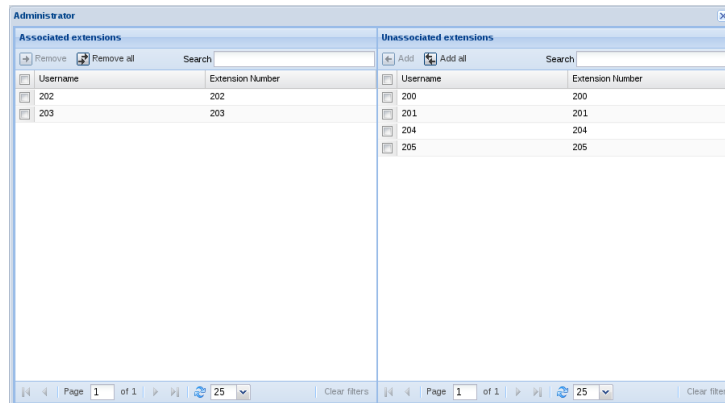 Administrator
Associated extensions
Remove Remove all Search
Username Extension Number
202 202
203 203
Page 1 of 1 25 Clear filters
Unassociated extensions
Add Add all Search
Username Extension Number
200 200
201 201
204 204
205 205
Page 1 of 1 25 Clear filte